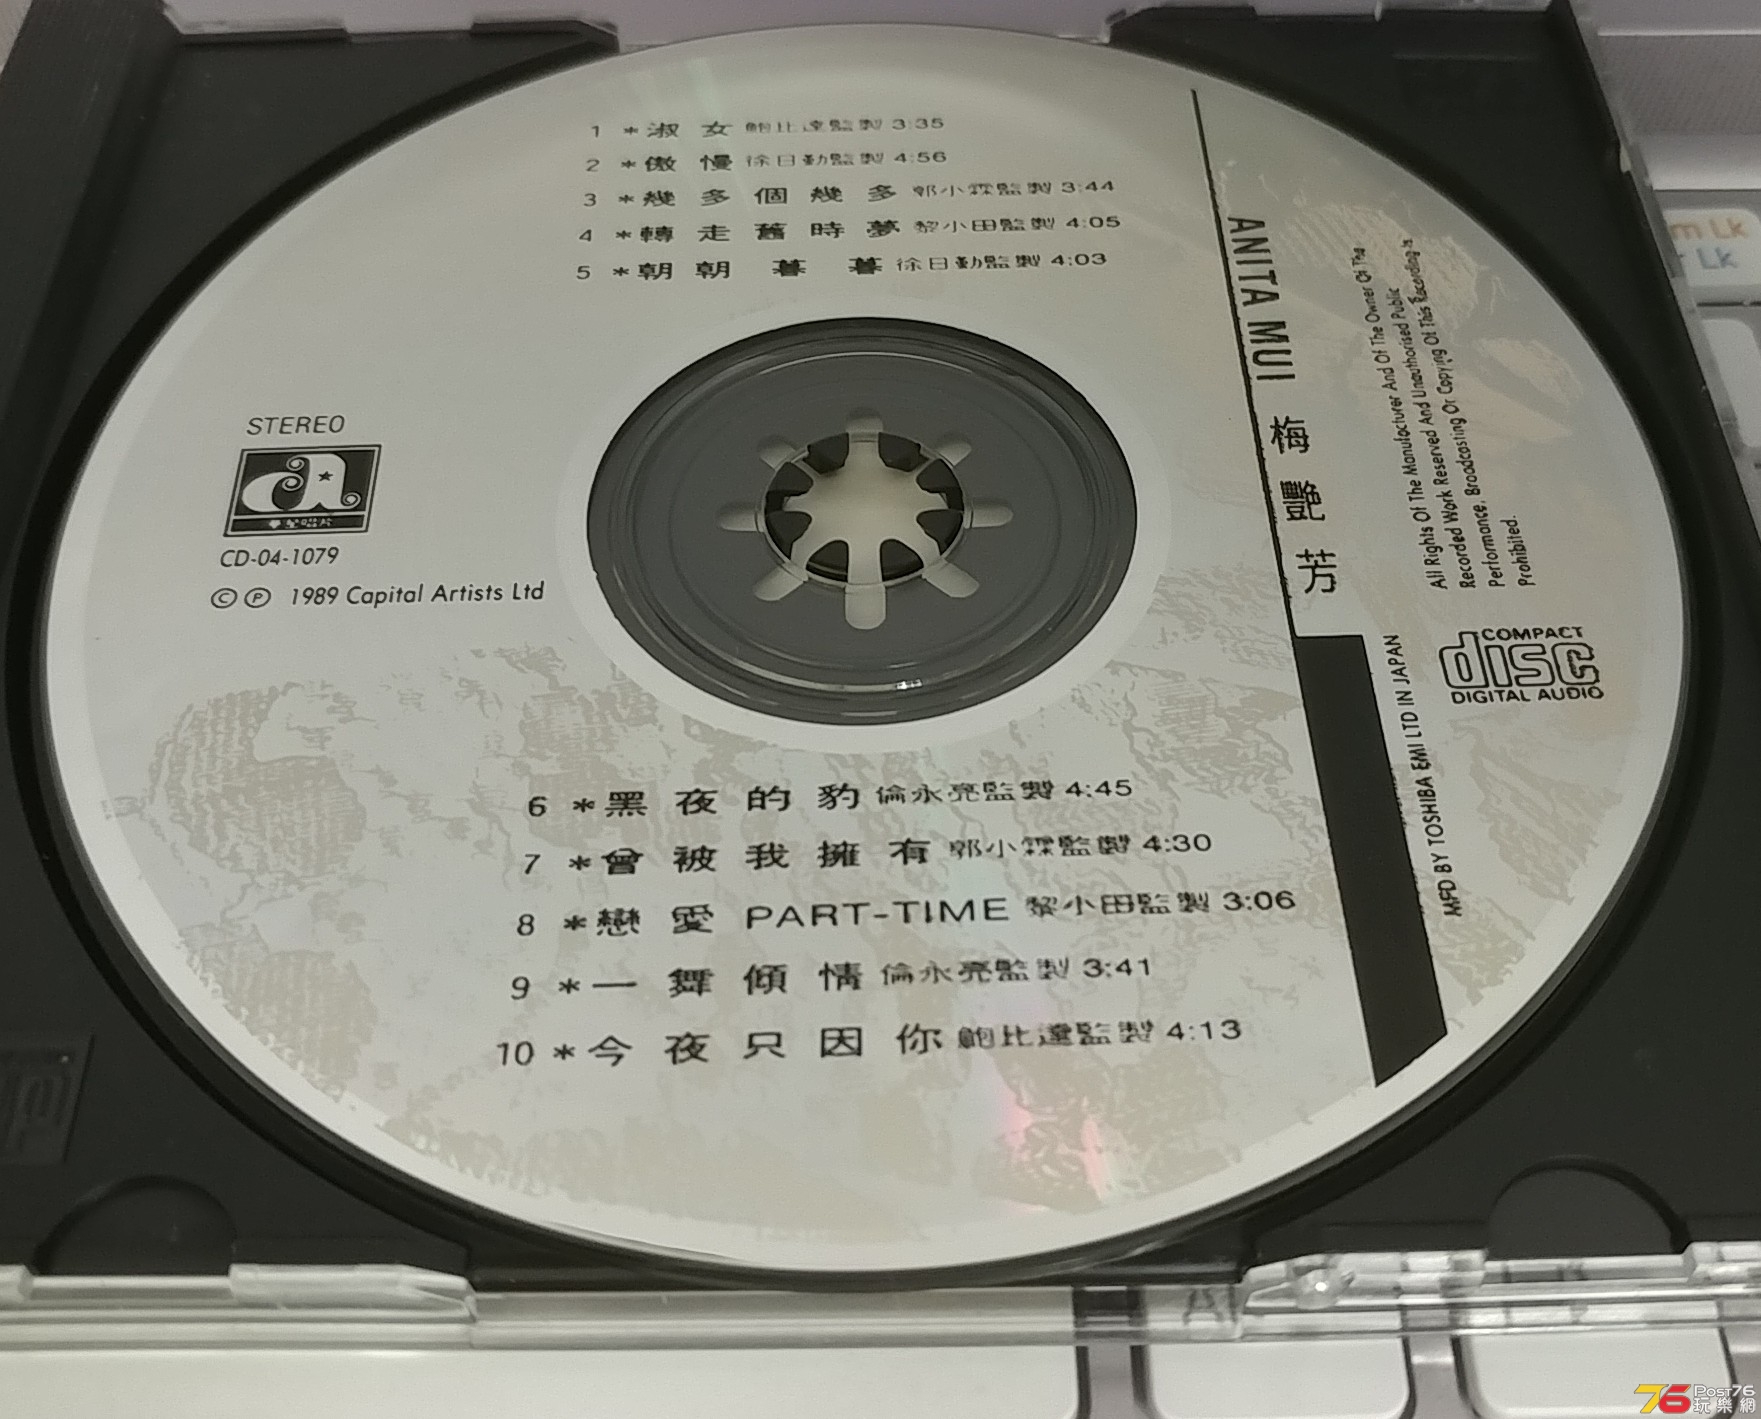 1 *淑女 鮑比達監製 3:35
2 *傲慢 徐日勤監製 4:56
3 *幾多個幾多 郭小霖監製 3:44
4 *轉走舊時夢 黎小田監製 4:05
5 *朝朝暮暮 徐日勤監製 4:03
STEREO
a
華星唱片
CD-04-1079
©℗ 1989 Capital Artists Ltd
6 *黑夜的豹 倫永亮監製 4:45
7 *曾被我擁有 郭小霖監製 4:30
8 *戀愛 PART-TIME 黎小田監製 3:06
9 *一舞傾情 倫永亮監製 3:41
10 *今夜只因你 鮑比達監製 4:13
ANITA MUI 梅艷芳
All Rights Of The Manufacturer And Of The Owner Of The
Recorded Work Reserved And Unauthorised Public
Performance, Broadcasting Or Copying Of This Recording Is
Prohibited.
COMPACT
disc
DIGITAL AUDIO
MFD BY TOSHIBA EMI LTD IN JAPAN
m Lk
r Lk
76 Post76
玩樂網